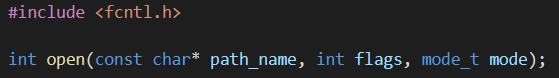 #include <fcntl.h>
int open(const char* path_name, int flags, mode_t mode);